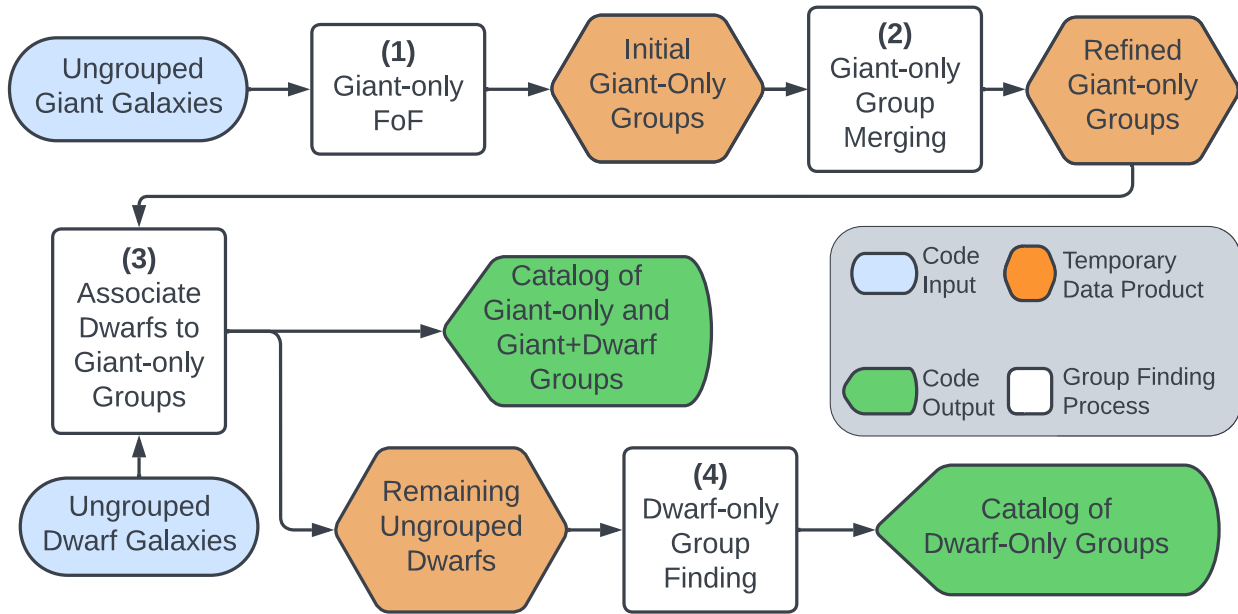 Ungrouped
Giant Galaxies
(1)
Giant-only
FoF
Initial
Giant-Only
Groups
(2)
Giant-only
Group
Merging
Refined
Giant-only
Groups
(3)
Associate
Dwarfs to
Giant-only
Groups
Catalog of
Giant-only and
Giant+Dwarf
Groups
Code
Input
Temporary
Data Product
Code
Output
Group Finding
Process
Ungrouped
Dwarf Galaxies
Remaining
Ungrouped
Dwarfs
(4)
Dwarf-only
Group
Finding
Catalog of
Dwarf-Only Groups